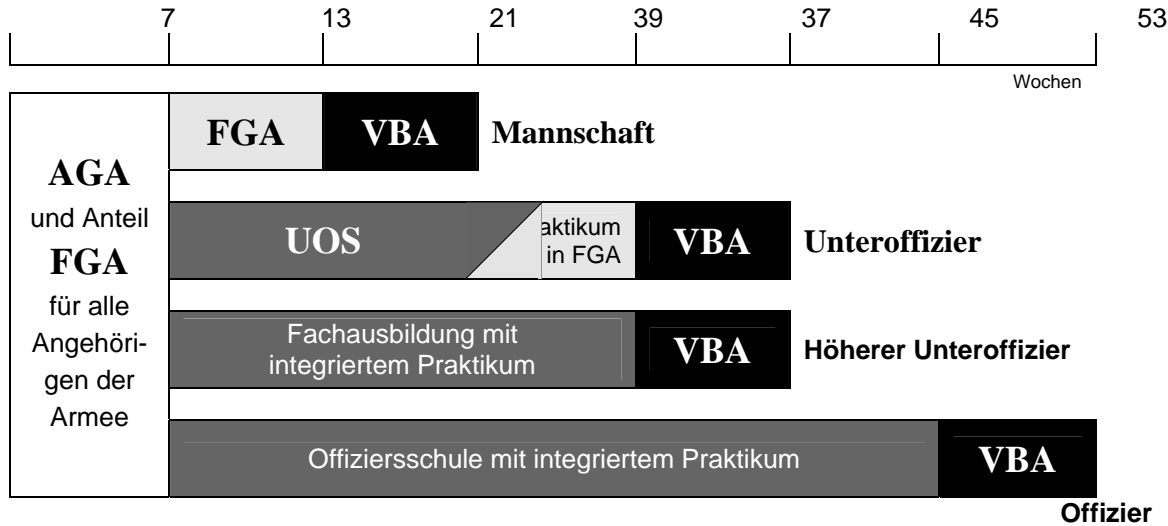 7 13 21 39 37 45 53
Wochen
AGA
und Anteil
FGA
für alle
Angehöri-
gen der
Armee
FGA VBA Mannschaft
UOS aktikum
in FGA VBA Unteroffizier
Fachausbildung mit
integriertem Praktikum VBA Höherer Unteroffizier
Offiziersschule mit integriertem Praktikum VBA
Offizier